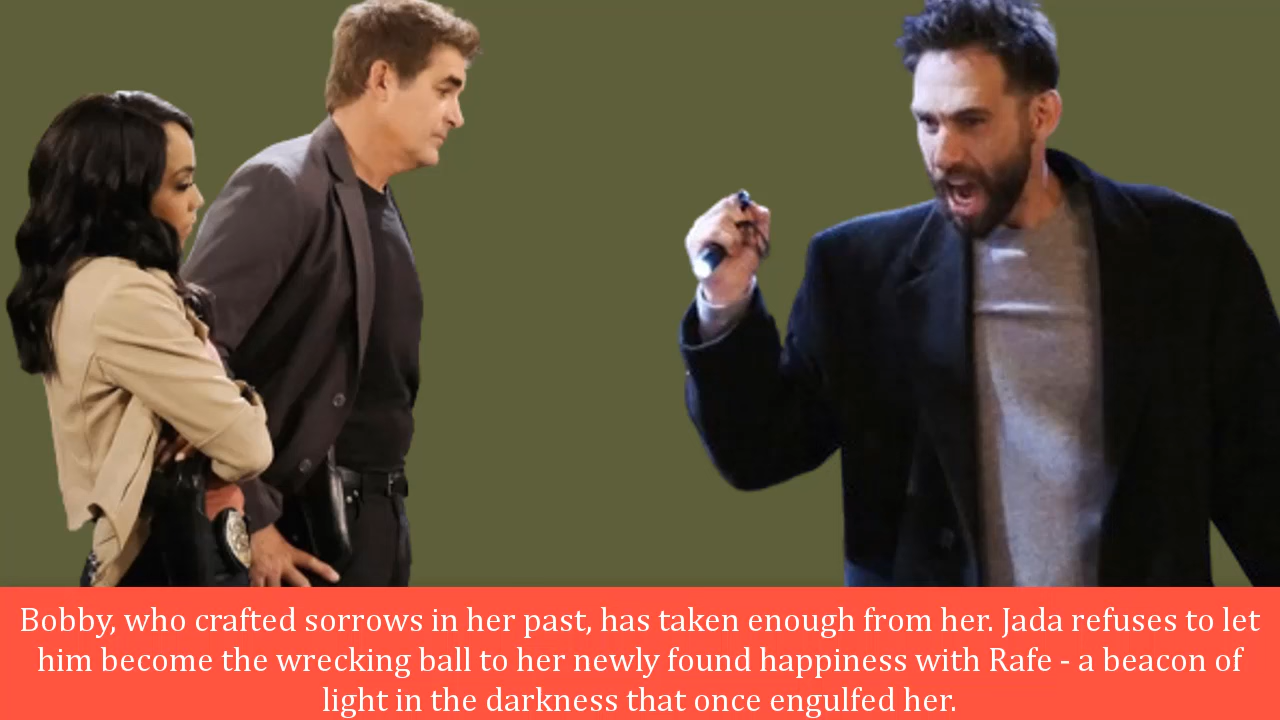 Bobby, who crafted sorrows in her past, has taken enough from her. Jada refuses to let
him become the wrecking ball to her newly found happiness with Rafe - a beacon of
light in the darkness that once engulfed her.